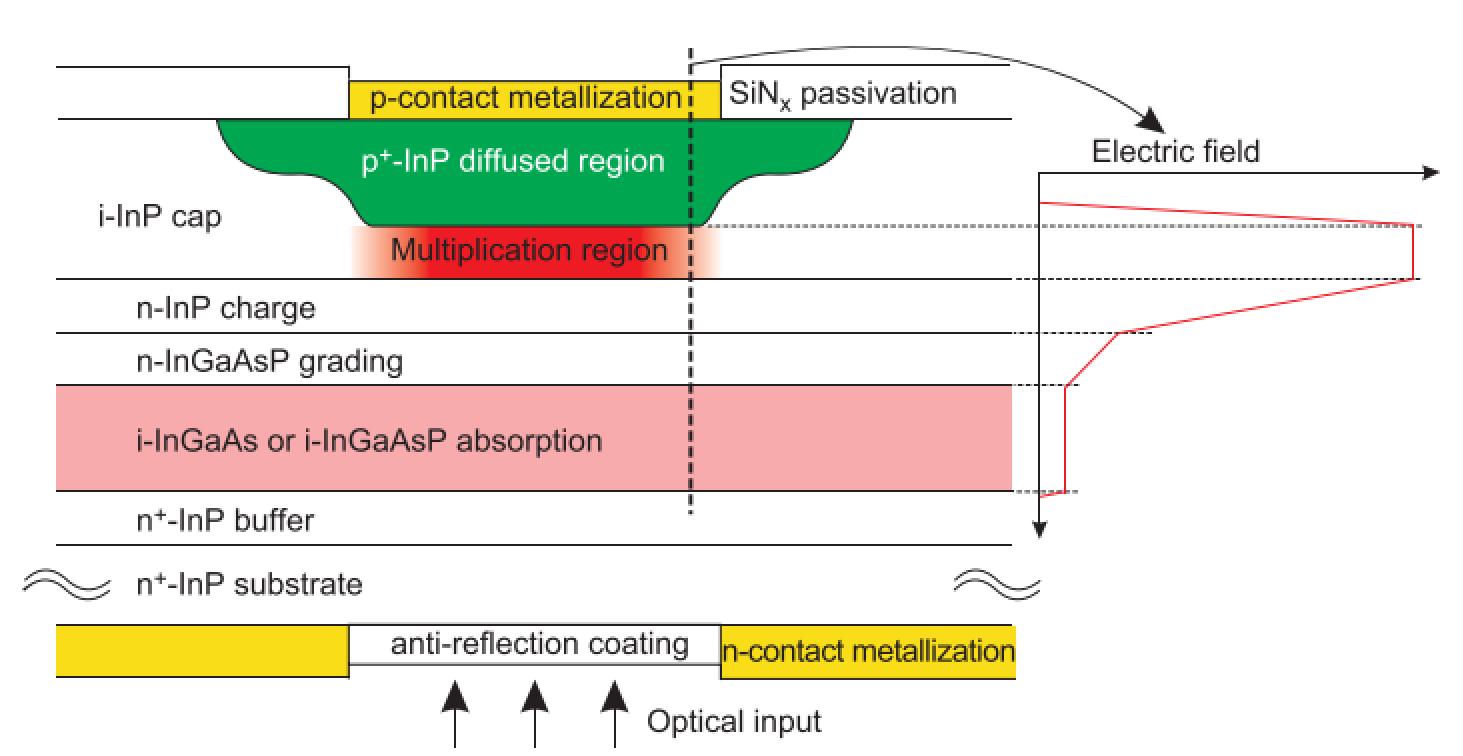 p-contact metallization
SiNx passivation
Electric field
p+-InP diffused region
i-InP cap
Multiplication region
n-InP charge
n-InGaAsP grading
i-InGaAs or i-InGaAsP absorption
n+-InP buffer
n+-InP substrate
anti-reflection coating
n-contact metallization
Optical input